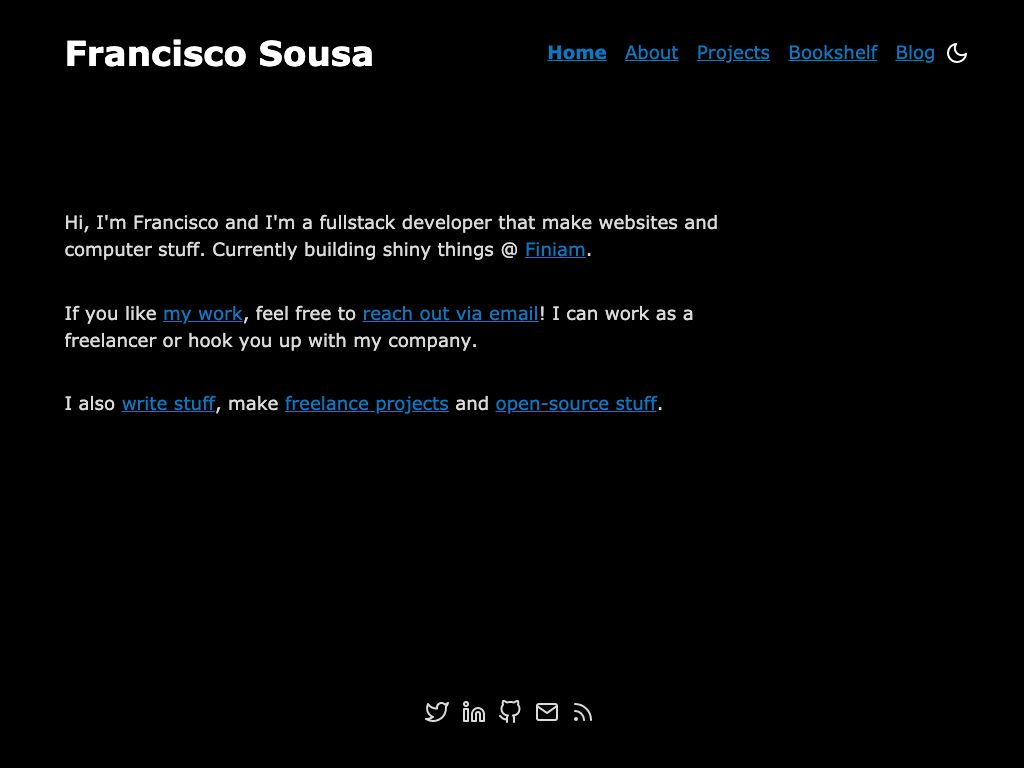 Francisco Sousa
Home About Projects Bookshelf Blog
Hi, I'm Francisco and I'm a fullstack developer that make websites and
computer stuff. Currently building shiny things @ Finiam.
If you like my work, feel free to reach out via email! I can work as a
freelancer or hook you up with my company.
I also write stuff, make freelance projects and open-source stuff.